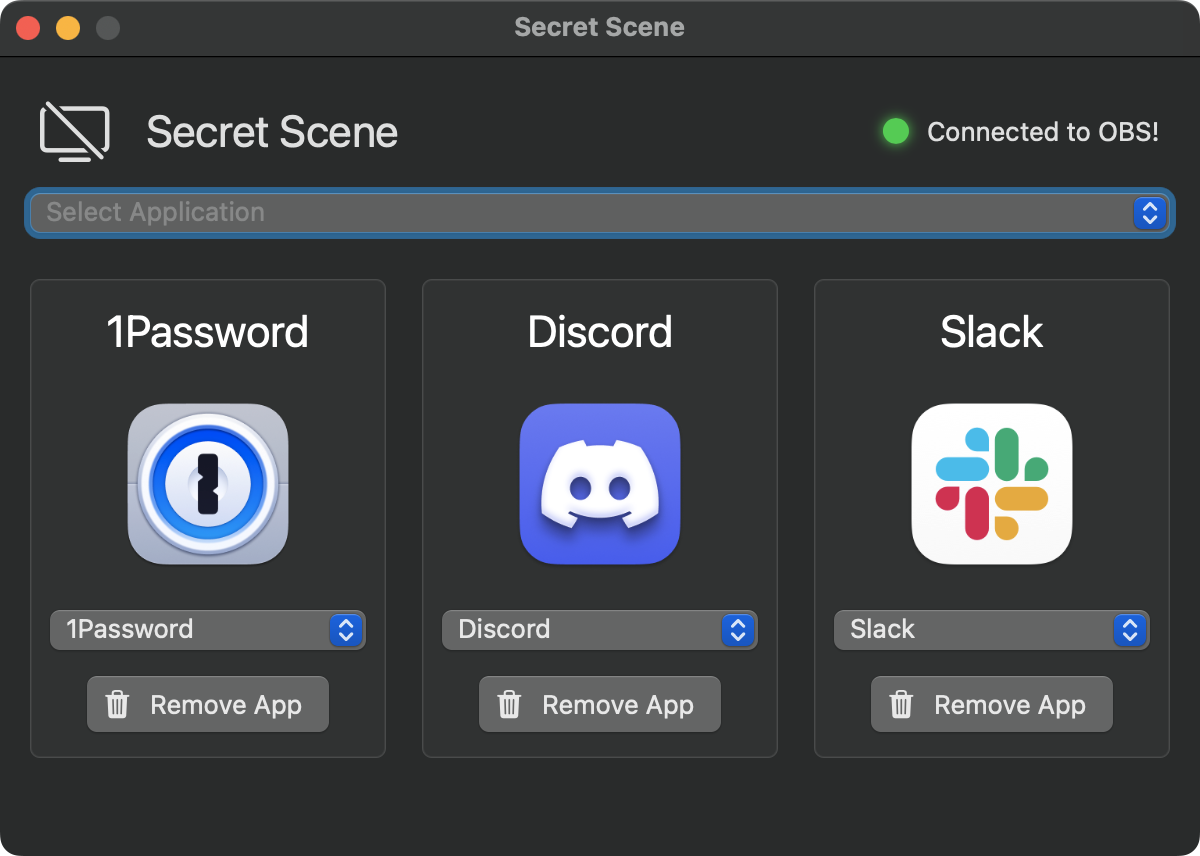 Secret Scene
Secret Scene
Connected to OBS!
Select Application
1Password
Discord
Slack
1Password
Discord
Slack
Remove App
Remove App
Remove App